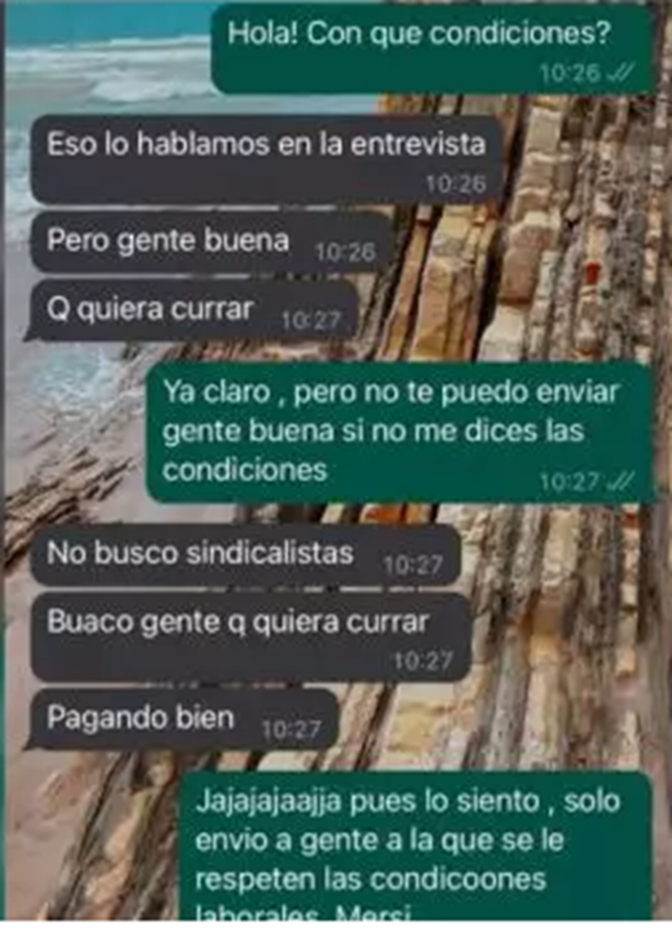 Hola! Con que condiciones?
10:26
Eso lo hablamos en la entrevista
10:26
Pero gente buena 10:26
Q quiera currar 10:27
Ya claro , pero no te puedo enviar
gente buena si no me dices las
condiciones 10:27
No busco sindicalistas 10:27
Buaco gente q quiera currar
10:27
Pagando bien 10:27
Jajajajaajja pues lo siento , solo
envio a gente a la que se le
respeten las condicoones
laborales. Mersi